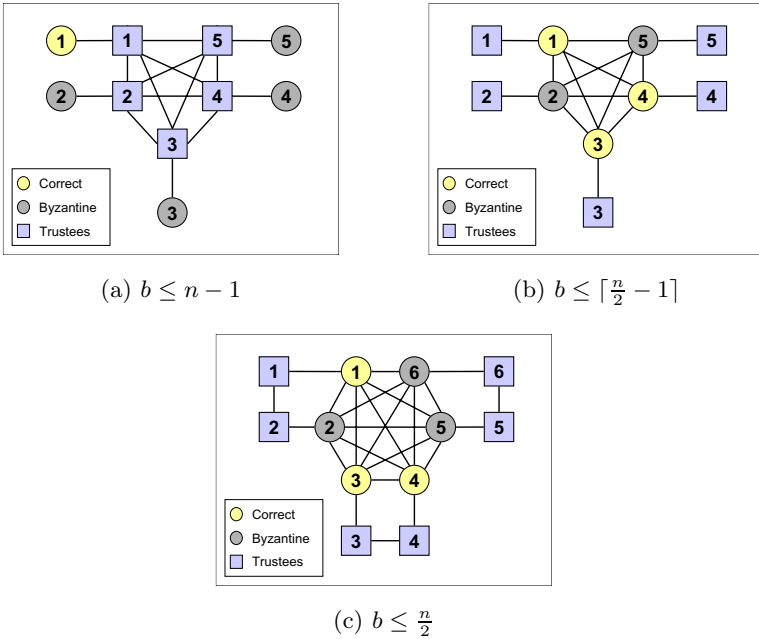 1 1 5 5
2 2 4 4
3
3
Correct
Byzantine
Trustees
(a) b ≤ n − 1
1 1 5 5
2 2 4 4
3
3
Correct
Byzantine
Trustees
(b) b ≤ ⌈n/2 − 1⌉
1 1 6 6
2 2 5 5
3 4
3 4
Correct
Byzantine
Trustees
(c) b ≤ n/2